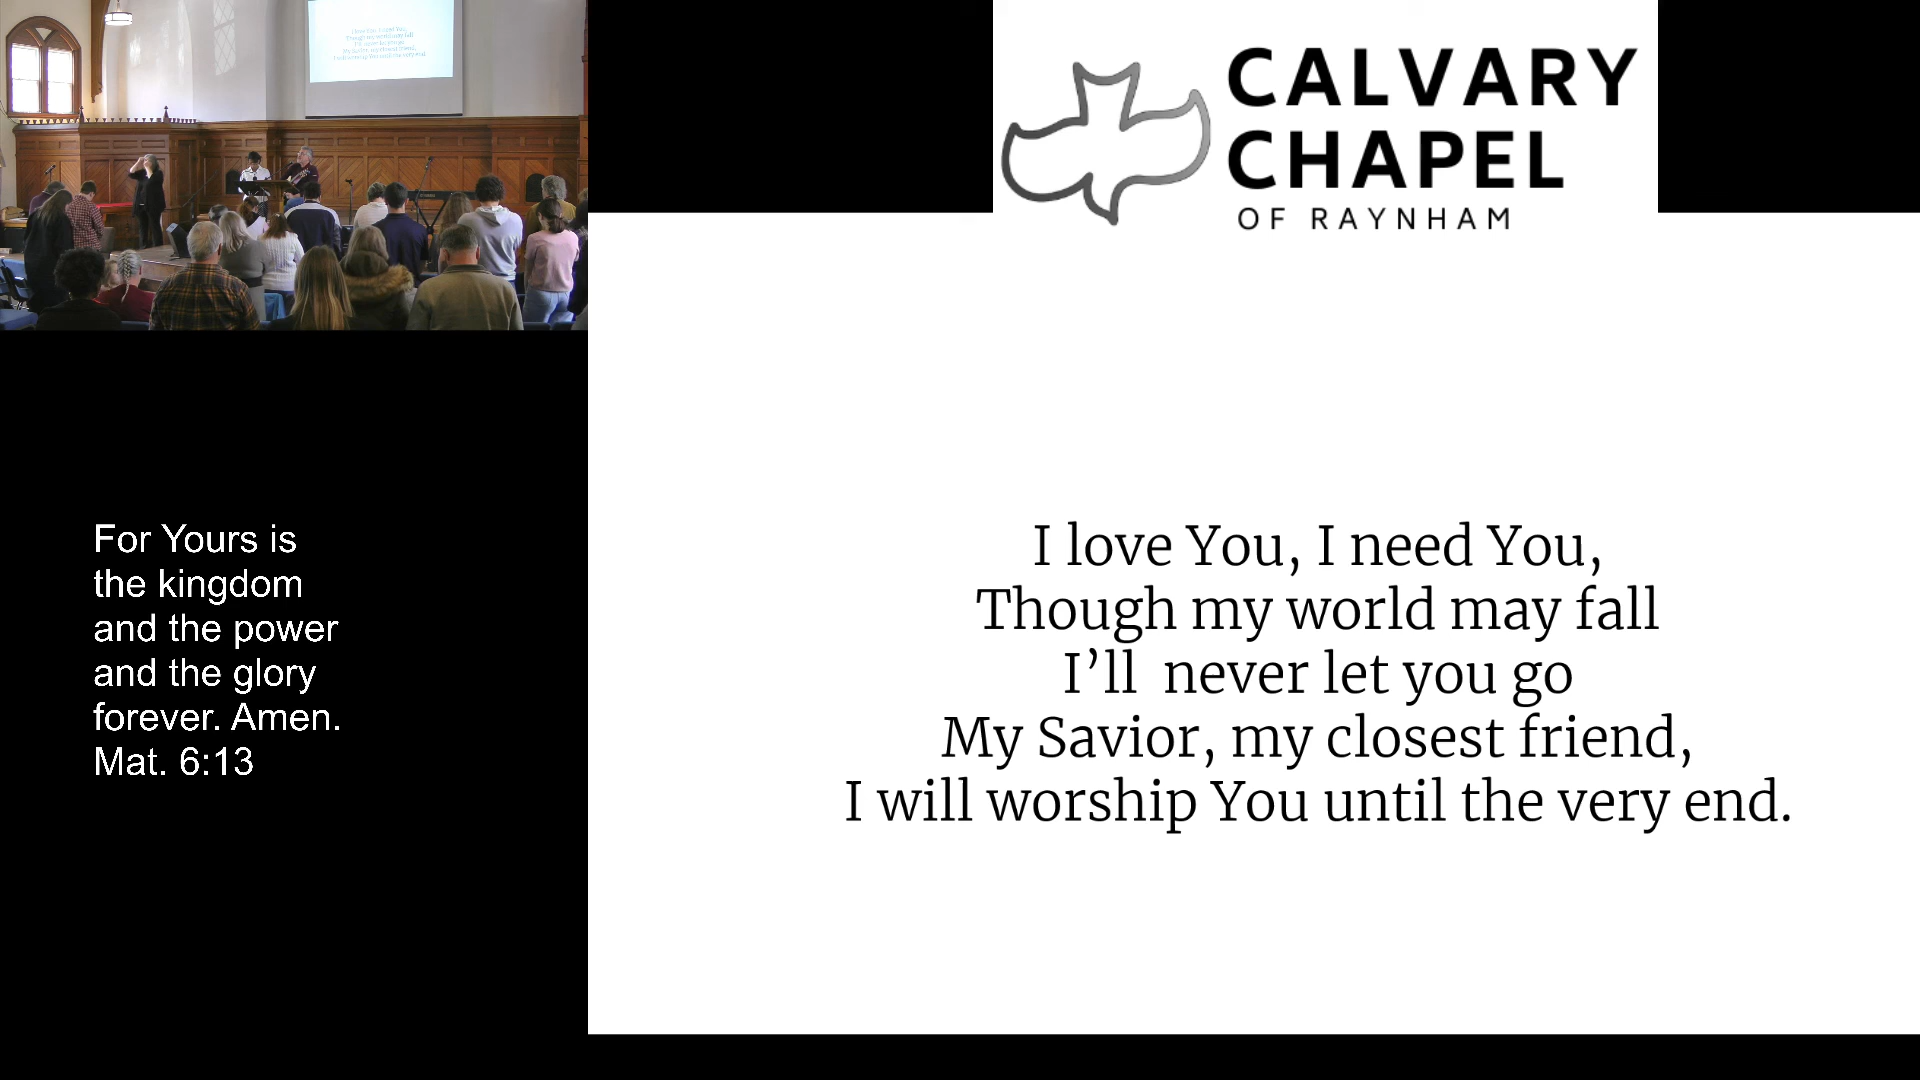 CALVARY
CHAPEL
OF RAYNHAM
For Yours is
the kingdom
and the power
and the glory
forever. Amen.
Mat. 6:13
I love You, I need You,
Though my world may fall
I’ll  never let you go
My Savior, my closest friend,
I will worship You until the very end.